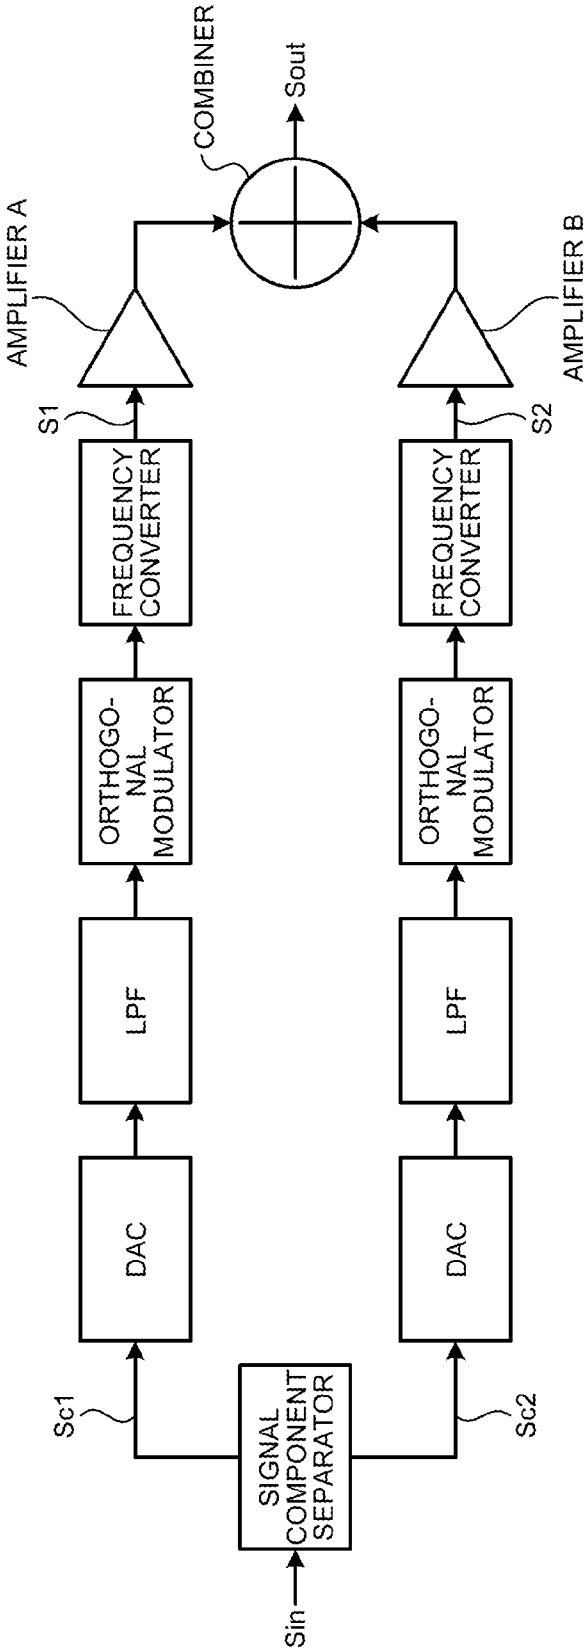 Sin
SIGNAL
COMPONENT
SEPARATOR
Sc1
DAC
LPF
ORTHOGO-
NAL
MODULATOR
FREQUENCY
CONVERTER
S1
AMPLIFIER A
Sc2
DAC
LPF
ORTHOGO-
NAL
MODULATOR
FREQUENCY
CONVERTER
S2
AMPLIFIER B
COMBINER
Sout